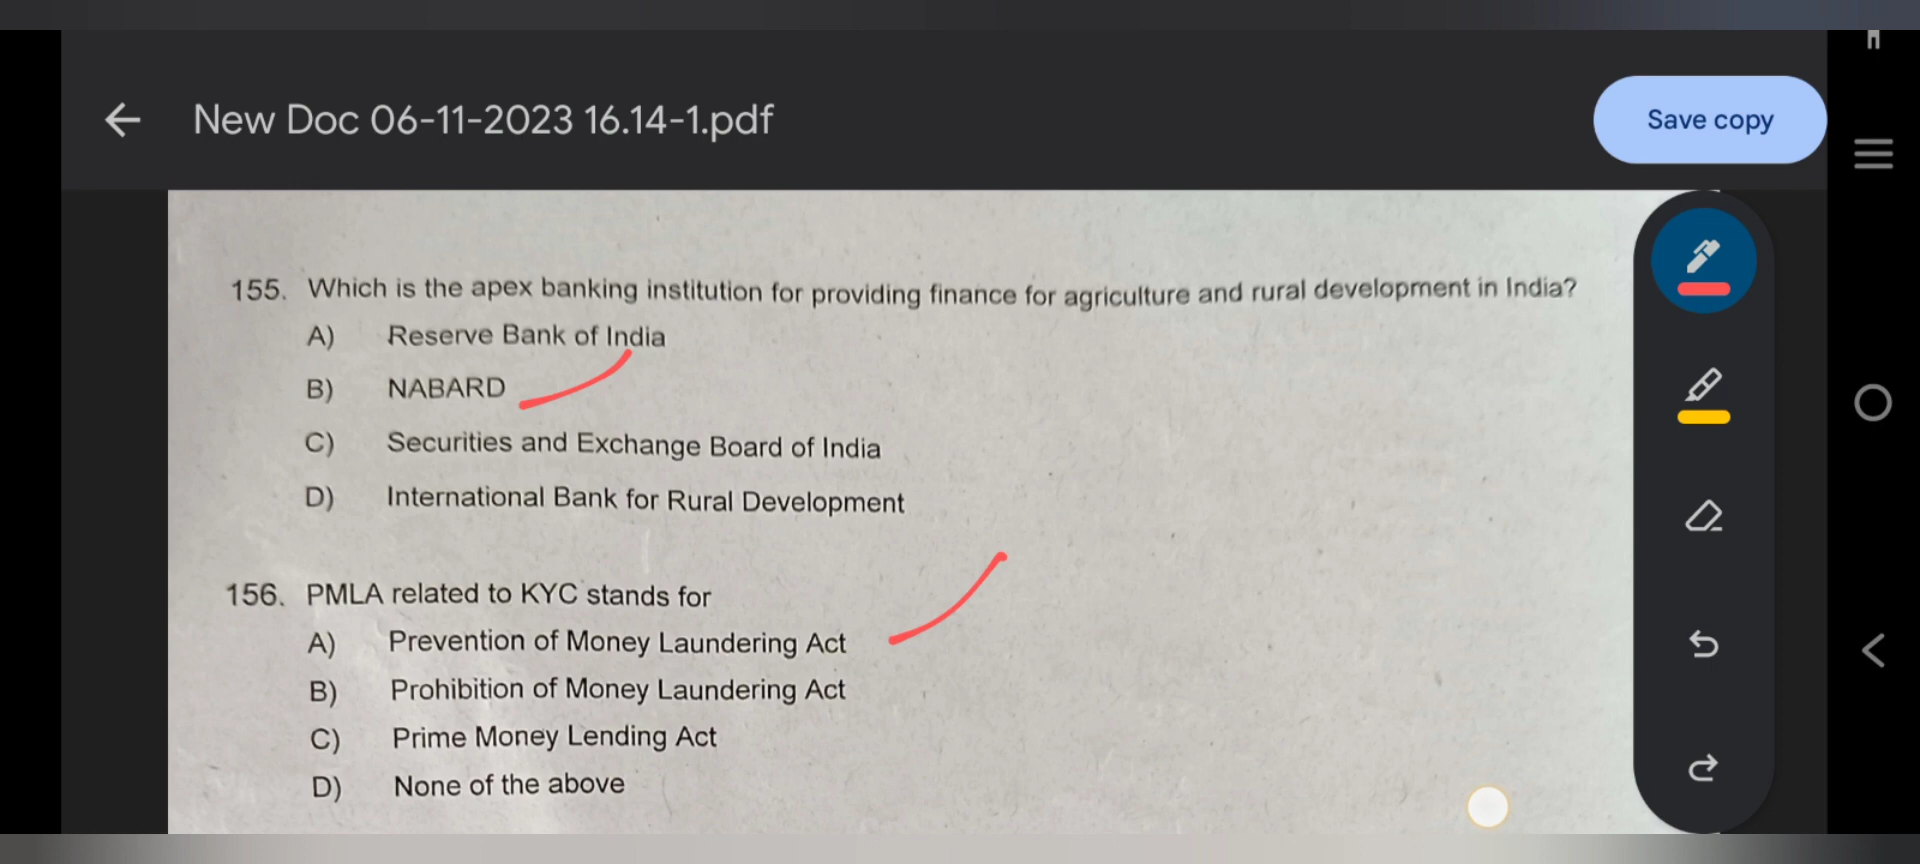 New Doc 06-11-2023 16.14-1.pdf
Save copy
155. Which is the apex banking institution for providing finance for agriculture and rural development in India?
A) Reserve Bank of India
B) NABARD
C) Securities and Exchange Board of India
D) International Bank for Rural Development
156. PMLA related to KYC stands for
A) Prevention of Money Laundering Act
B) Prohibition of Money Laundering Act
C) Prime Money Lending Act
D) None of the above